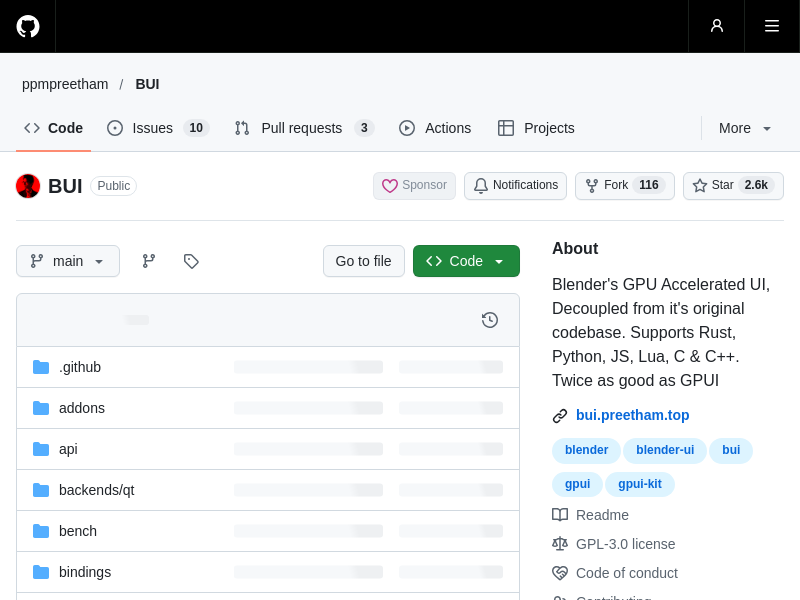 ppmpreetham / BUI
Code Issues 10 Pull requests 3 Actions Projects More
BUI Public Sponsor Notifications Fork 116 Star 2.6k
main Go to file Code
.github
addons
api
backends/qt
bench
bindings
About
Blender's GPU Accelerated UI,
Decoupled from it's original
codebase. Supports Rust,
Python, JS, Lua, C & C++.
Twice as good as GPUI
bui.preetham.top
blender blender-ui bui
gpui gpui-kit
Readme
GPL-3.0 license
Code of conduct
Contributing